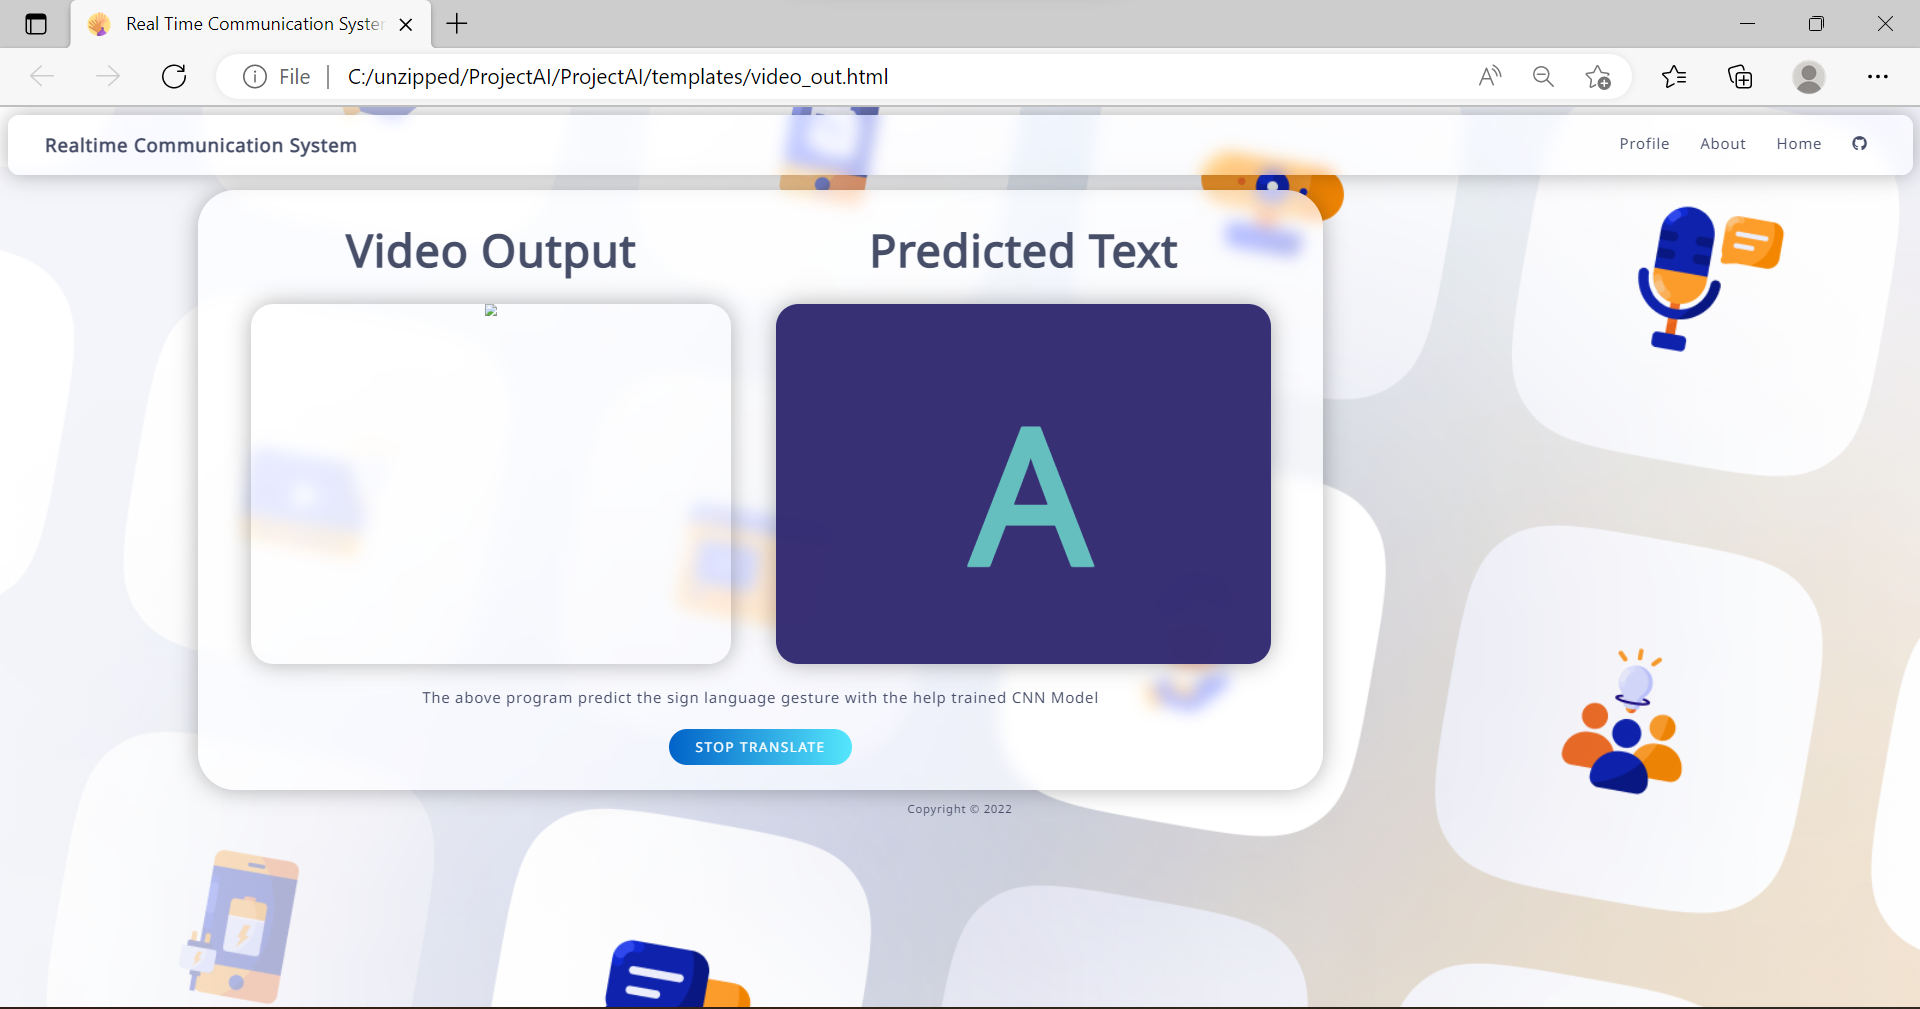 Real Time Communication Syste
File
C:/unzipped/ProjectAI/ProjectAI/templates/video_out.html
Realtime Communication System
Profile
About
Home
Video Output
Predicted Text
A
The above program predict the sign language gesture with the help trained CNN Model
STOP TRANSLATE
Copyright © 2022